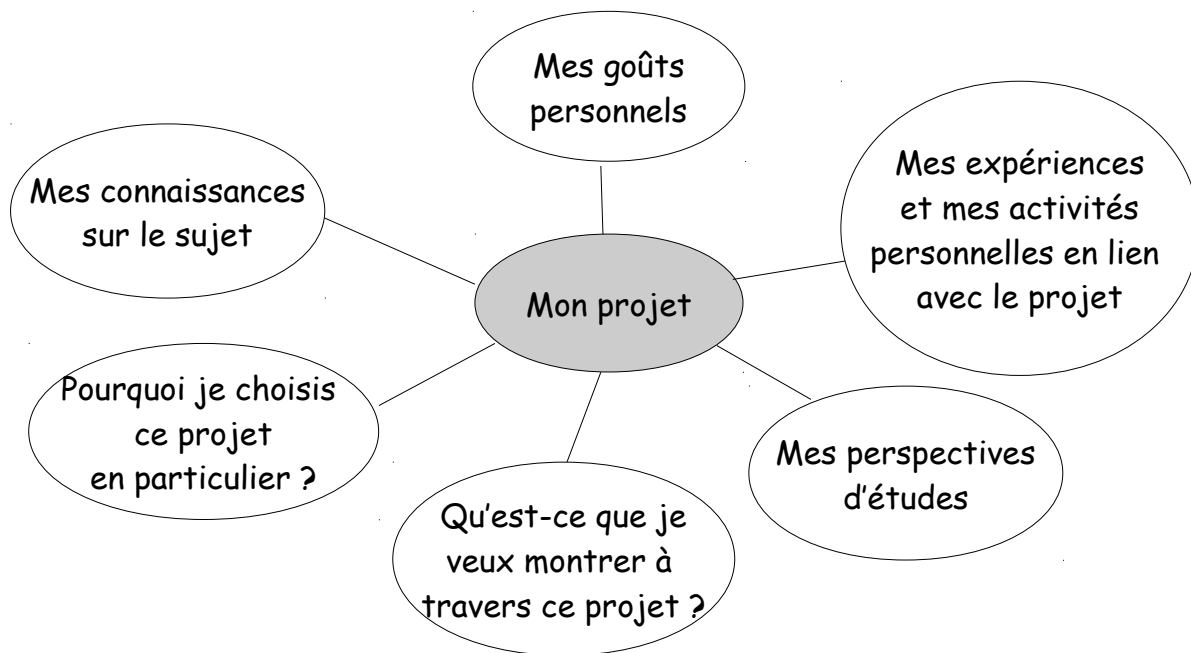 Mes goûts
personnels
Mes connaissances
sur le sujet
Mes expériences
et mes activités
personnelles en lien
avec le projet
Mon projet
Pourquoi je choisis
ce projet
en particulier ?
Mes perspectives
d'études
Qu'est-ce que je
veux montrer à
travers ce projet ?